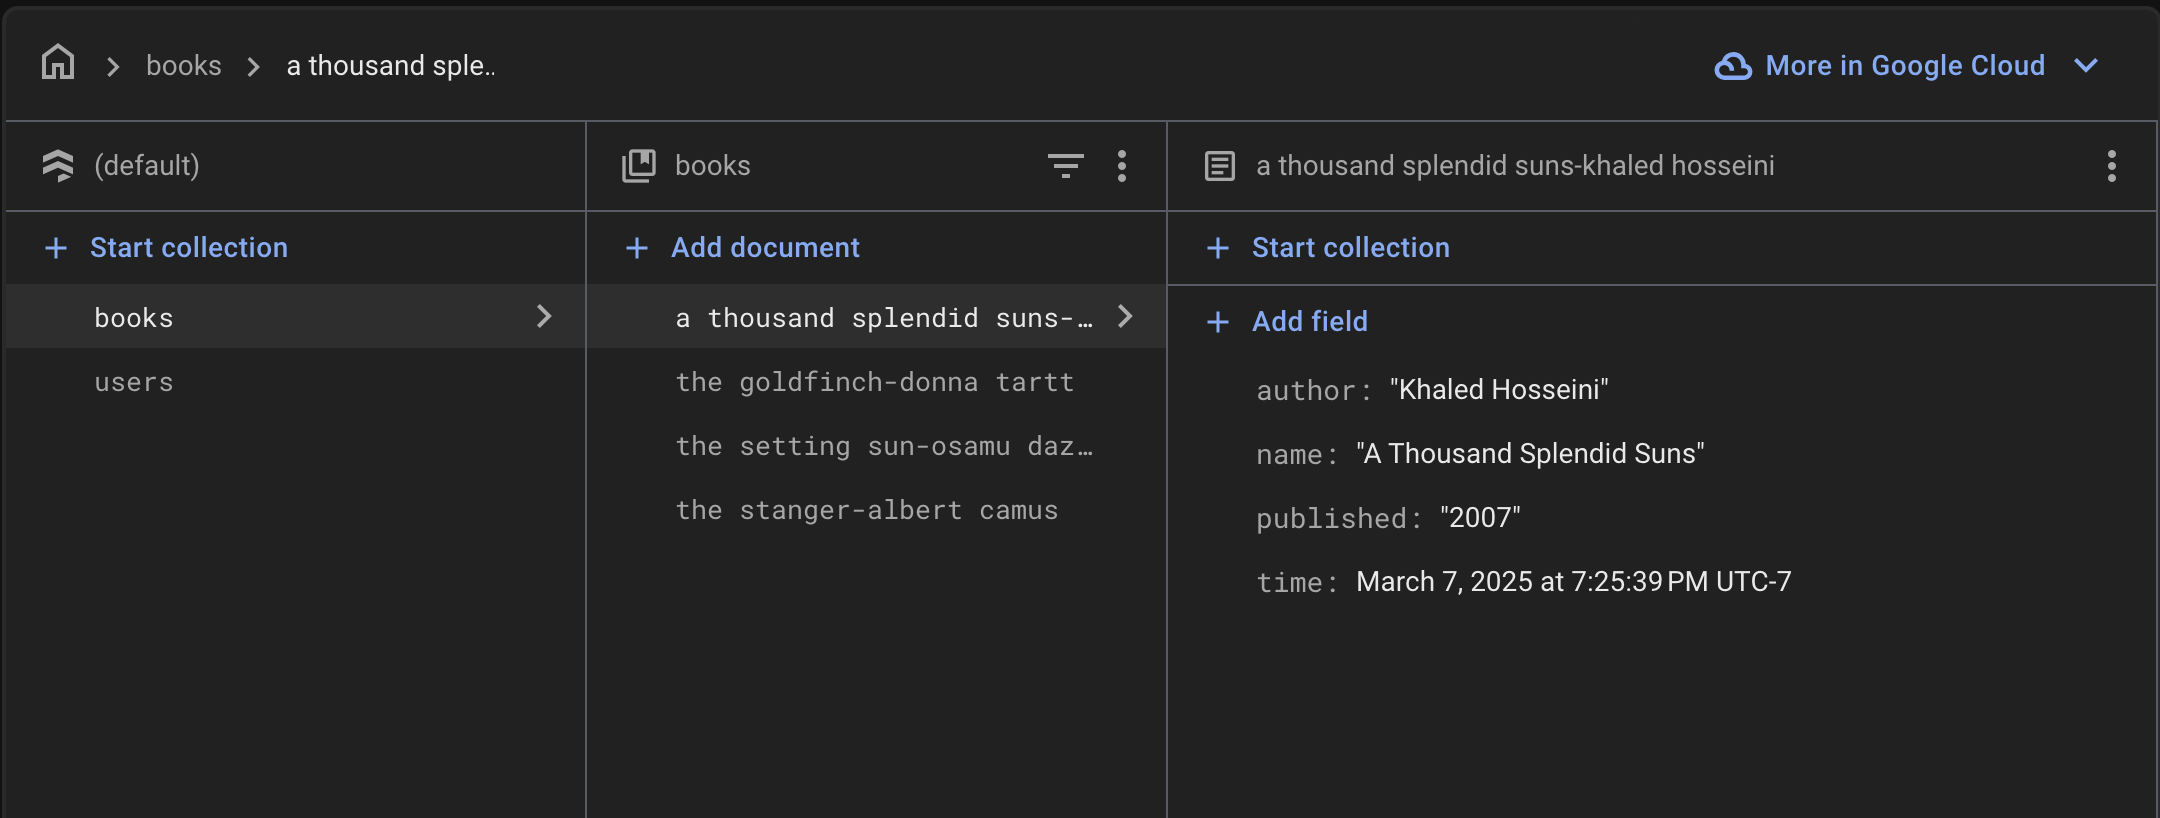 books
a thousand sple..
More in Google Cloud
(default)
Start collection
books
users
books
Add document
a thousand splendid suns-…
the goldfinch-donna tartt
the setting sun-osamu daz…
the stanger-albert camus
a thousand splendid suns-khaled hosseini
Start collection
Add field
author: "Khaled Hosseini"
name: "A Thousand Splendid Suns"
published: "2007"
time: March 7, 2025 at 7:25:39 PM UTC-7